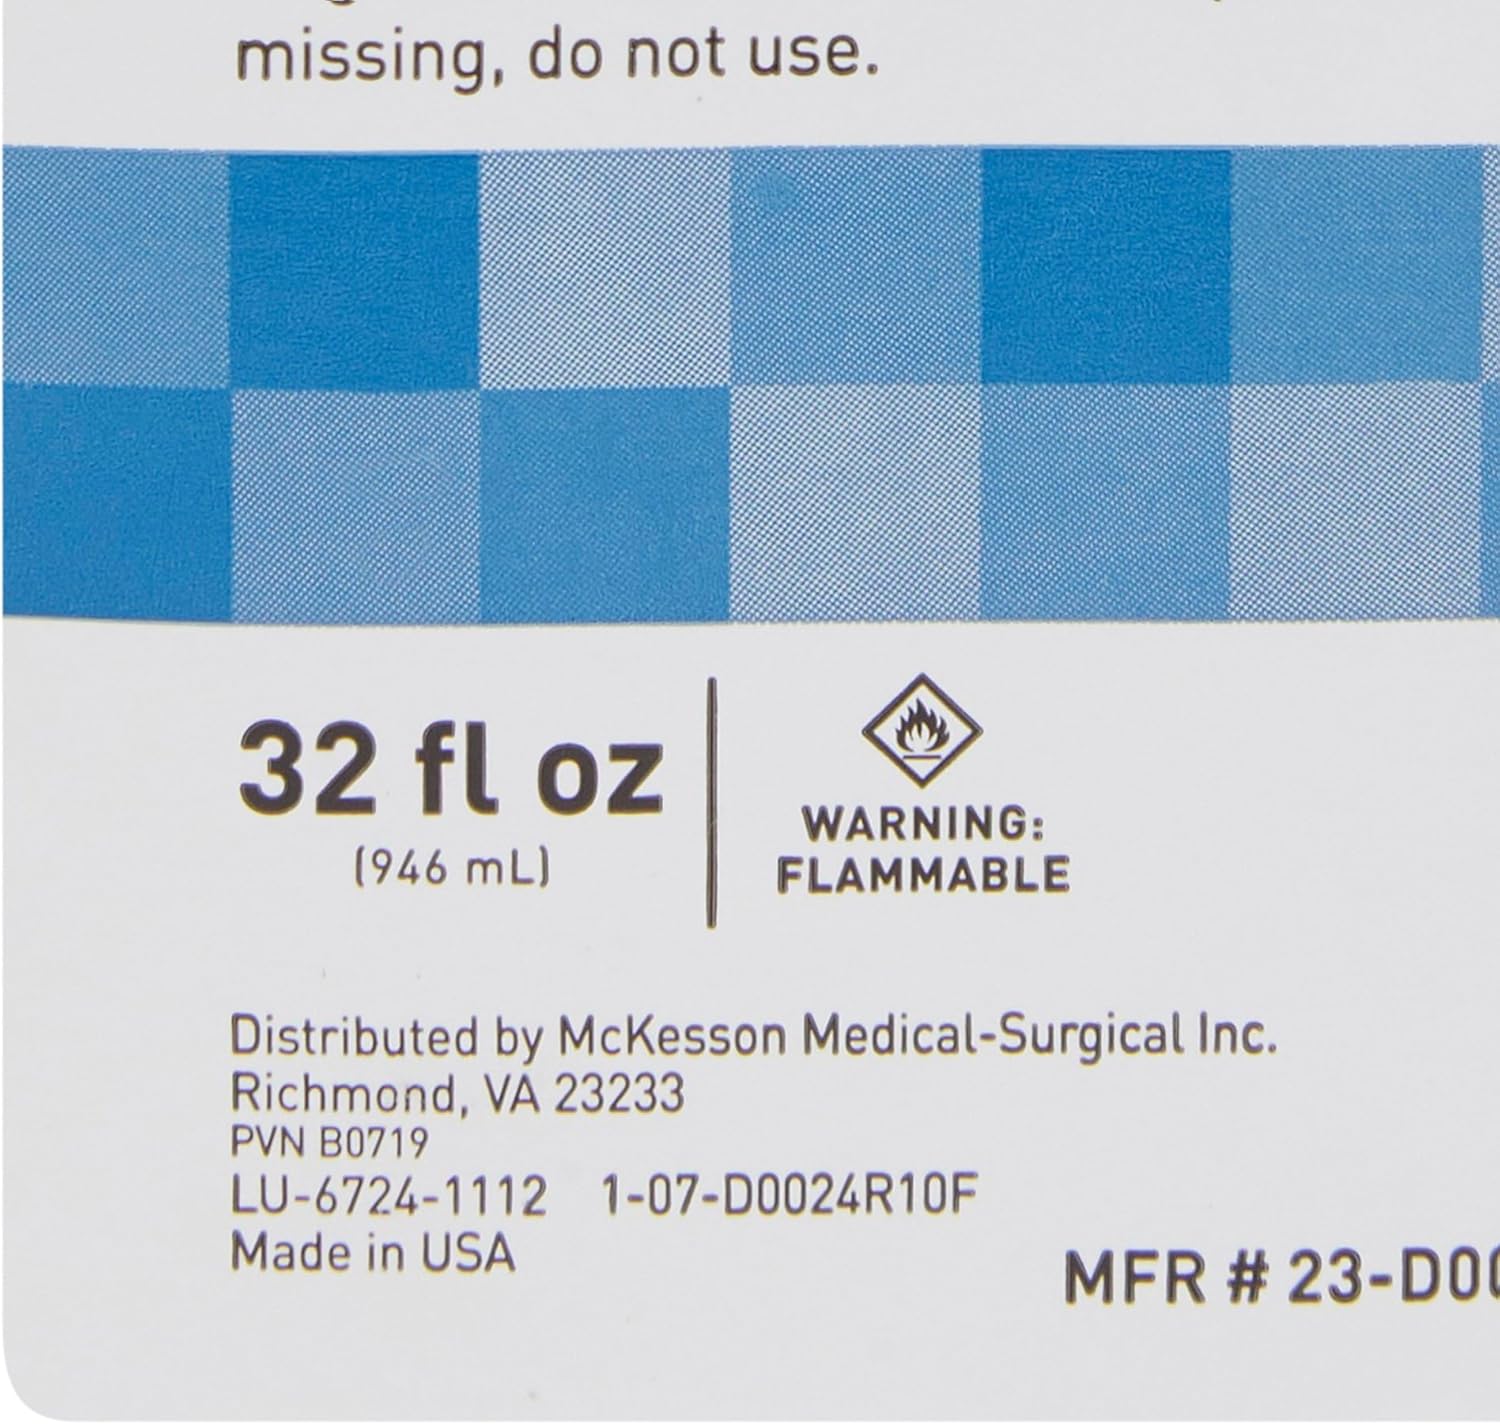 missing, do not use.
32 fl oz
(946 mL)
WARNING:
FLAMMABLE
Distributed by McKesson Medical-Surgical Inc.
Richmond, VA 23233
PVN B0719
LU-6724-1112 1-07-D0024R10F
Made in USA
MFR # 23-D00